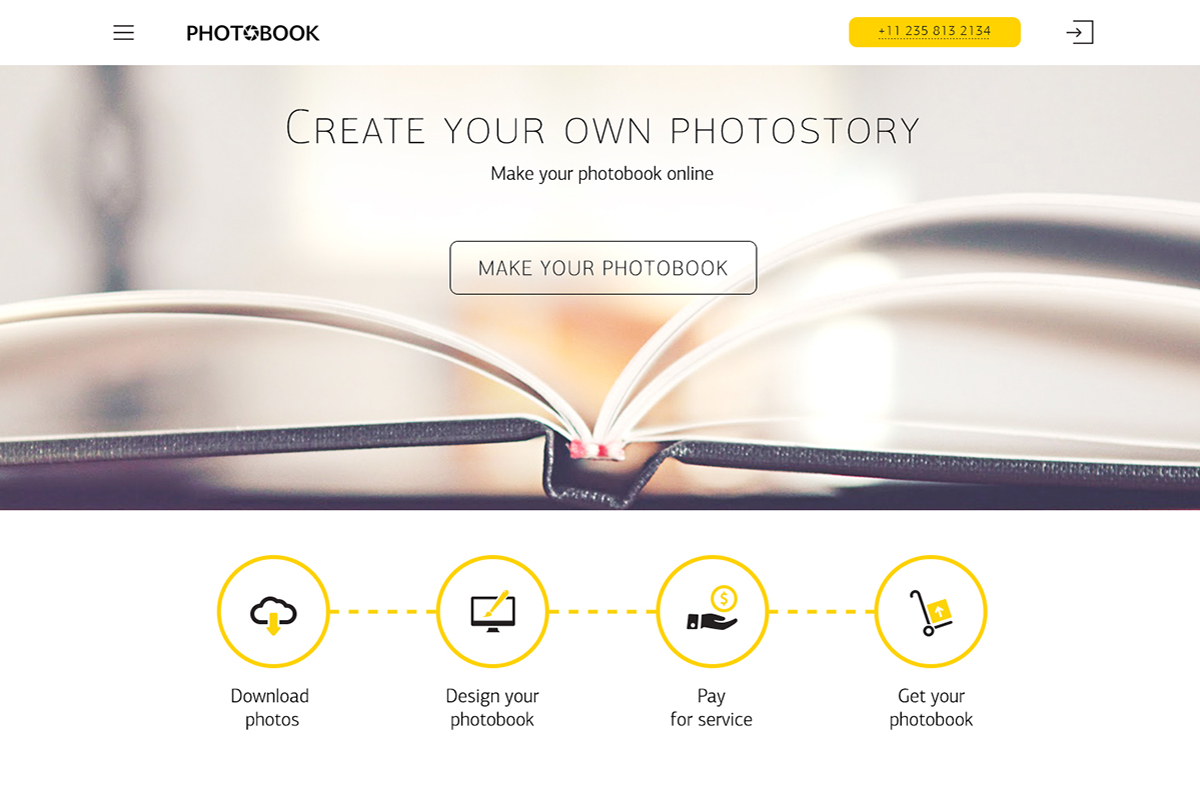 PHOTOBOOK
+11 235 813 2134
Create your own photostory
Make your photobook online
MAKE YOUR PHOTOBOOK
$
Download
photos
Design your
photobook
Pay
for service
Get your
photobook